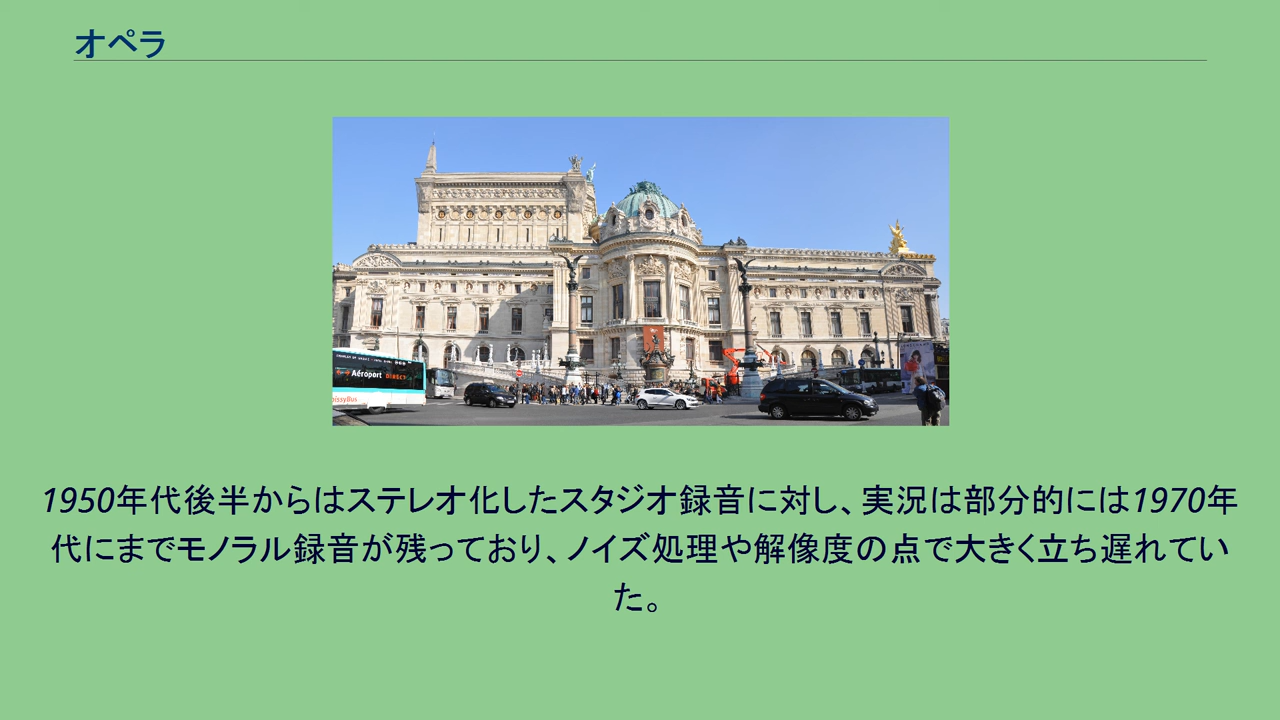 オペラ
Aéroport DIRECT
issyBus
1950年代後半からはステレオ化したスタジオ録音に対し、実況は部分的には1970年
代にまでモノラル録音が残っており、ノイズ処理や解像度の点で大きく立ち遅れてい
た。